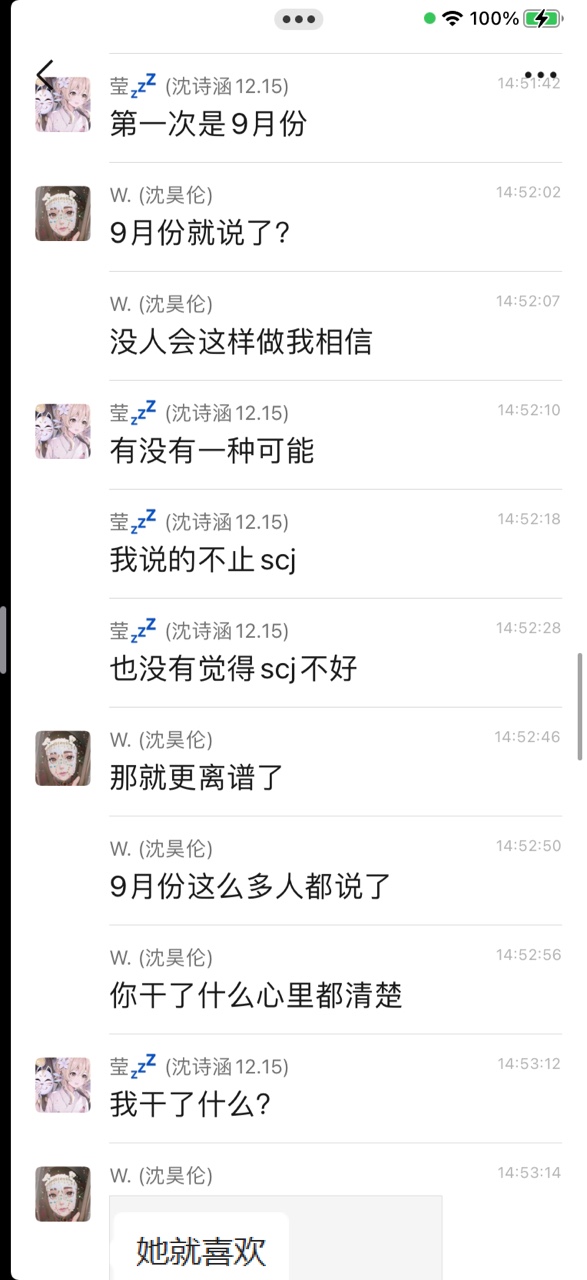 100%
莹zzZ (沈诗涵12.15)
14:51:42
第一次是9月份
W. (沈昊伦)
14:52:02
9月份就说了?
W. (沈昊伦)
14:52:07
没人会这样做我相信
莹zzZ (沈诗涵12.15)
14:52:10
有没有一种可能
莹zzZ (沈诗涵12.15)
14:52:18
我说的不止scj
莹zzZ (沈诗涵12.15)
14:52:28
也没有觉得scj不好
W. (沈昊伦)
14:52:46
那就更离谱了
W. (沈昊伦)
14:52:50
9月份这么多人都说了
W. (沈昊伦)
14:52:56
你干了什么心里都清楚
莹zzZ (沈诗涵12.15)
14:53:12
我干了什么?
W. (沈昊伦)
14:53:14
她就喜欢